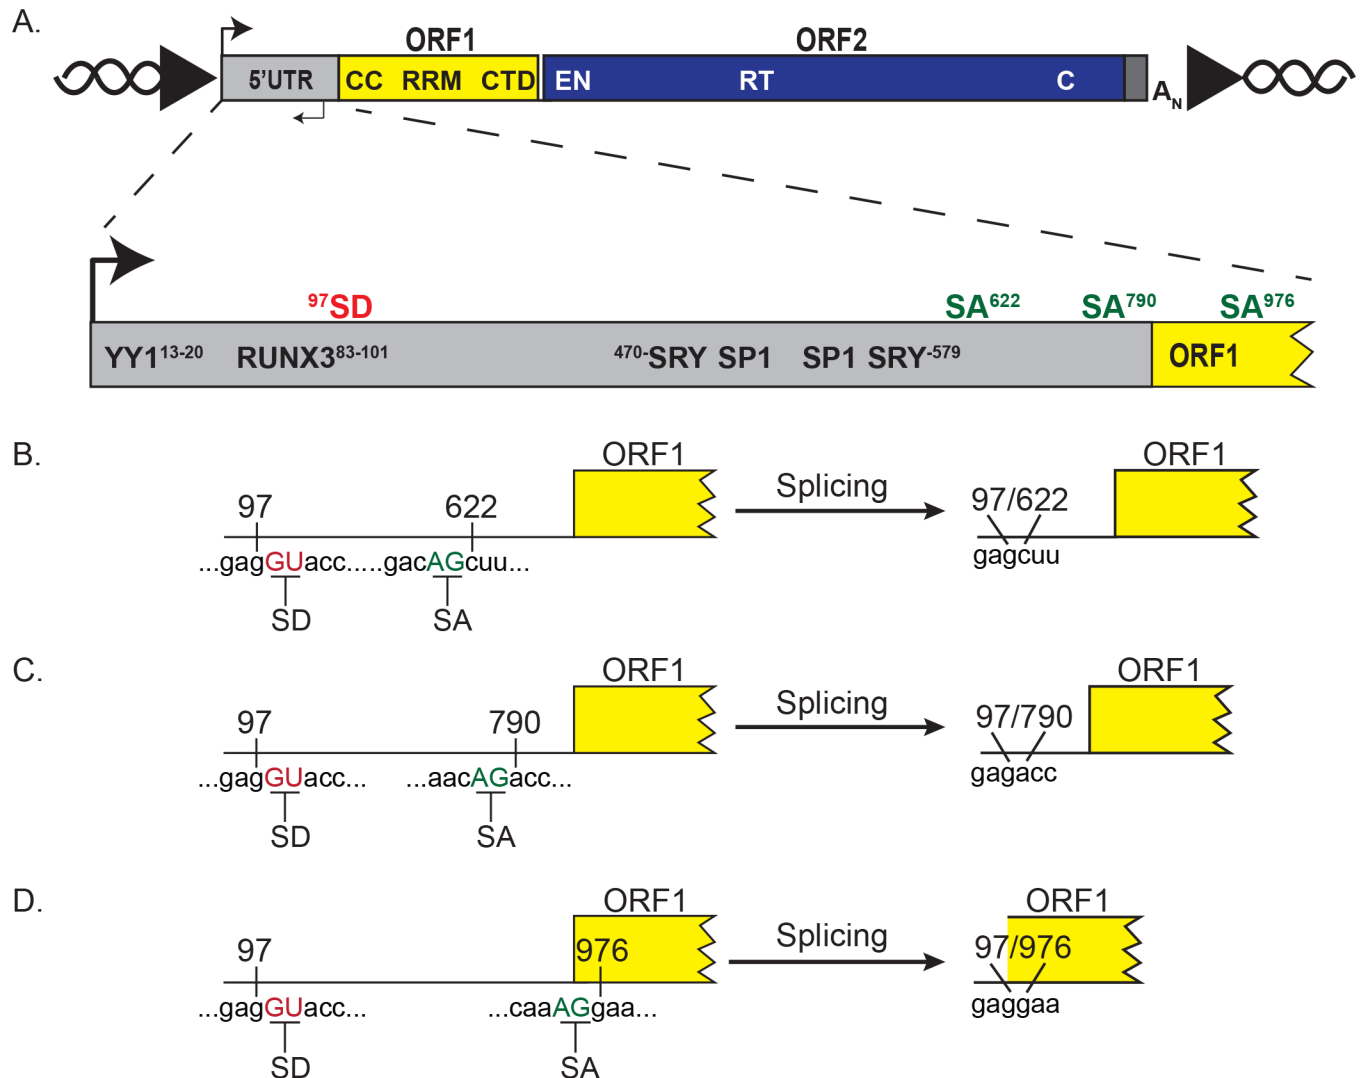 A.
ORF1 ORF2
5'UTR CC RRM CTD EN RT C A_N
⁹⁷SD SA⁶²² SA⁷⁹⁰ SA⁹⁷⁶
YY1¹³⁻²⁰ RUNX3⁸³⁻¹⁰¹ ⁴⁷⁰⁻SRY SP1 SP1 SRY⁻⁵⁷⁹ ORF1
B.
ORF1 ORF1
97 622 Splicing 97/622
...gagGUacc.....gacAGcuu... gagcuu
SD SA
C.
ORF1 ORF1
97 790 Splicing 97/790
...gagGUacc... ...aacAGacc... gagacc
SD SA
D.
ORF1 ORF1
97 976 Splicing 97/976
...gagGUacc... ...caaAGgaa... gaggaa
SD SA